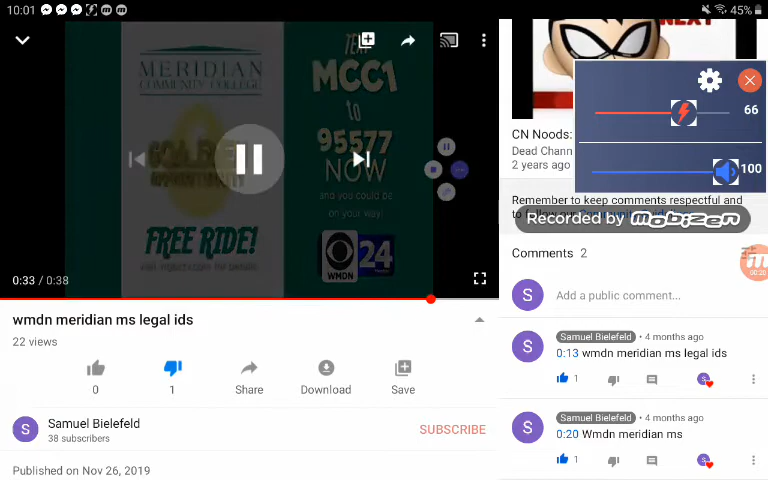 10:01
45%
MERIDIAN
COMMUNITY COLLEGE
TEXT
MCC1
to
95577
NOW
and you could be
on your way!
FREE RIDE!
WMDN
24
0:33 / 0:38
wmdn meridian ms legal ids
22 views
0
1
Share
Download
Save
S
Samuel Bielefeld
38 subscribers
SUBSCRIBE
Published on Nov 26, 2019
NEXT
66
100
CN Noods:
Dead Chann
2 years ago
Remember to keep comments respectful and
Recorded by mobizen
Comments 2
00:20
S
Add a public comment...
S
Samuel Bielefeld • 4 months ago
0:13 wmdn meridian ms legal ids
1
S
Samuel Bielefeld • 4 months ago
0:20 Wmdn meridian ms
1